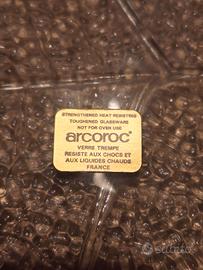 STRENGTHENED HEAT RESISTING
TOUGHENED GLASSWARE
NOT FOR OVEN USE
arcoroc®
VERRE TREMPE
RESISTE AUX CHOCS ET
AUX LIQUIDES CHAUDS
FRANCE
subito